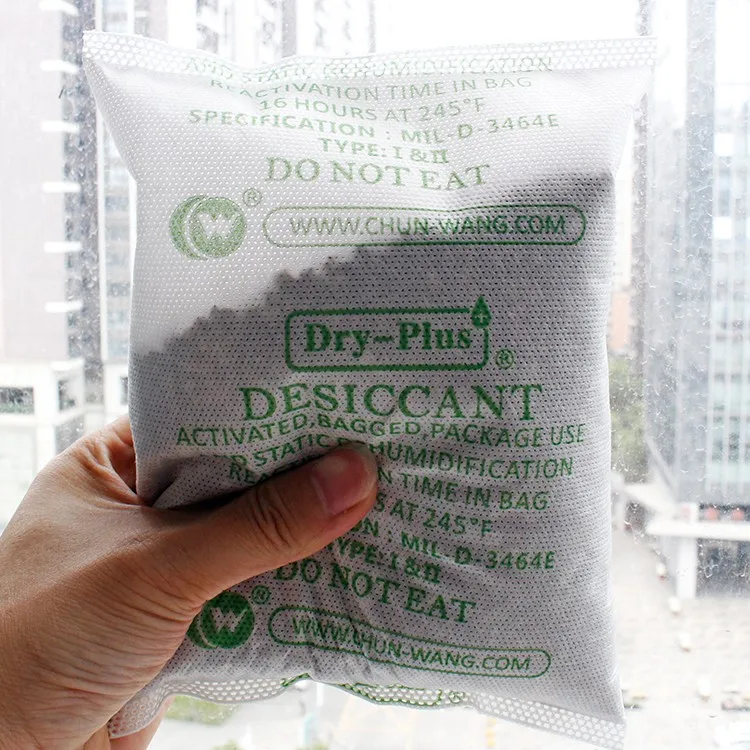 AND STATIC DEHUMIDIFICATION
REACTIVATION TIME IN BAG
16 HOURS AT 245°F
SPECIFICATION : MIL-D-3464E
TYPE: I & II
DO NOT EAT
W ®
WWW.CHUN-WANG.COM
Dry-Plus ®
DESICCANT
ACTIVATED BAGGED PACKAGE USE
STATIC DEHUMIDIFICATION
TIME IN BAG
AT 245°F
: MIL-D-3464E
TYPE: I & II
DO NOT EAT
W ®
WWW.CHUN-WANG.COM